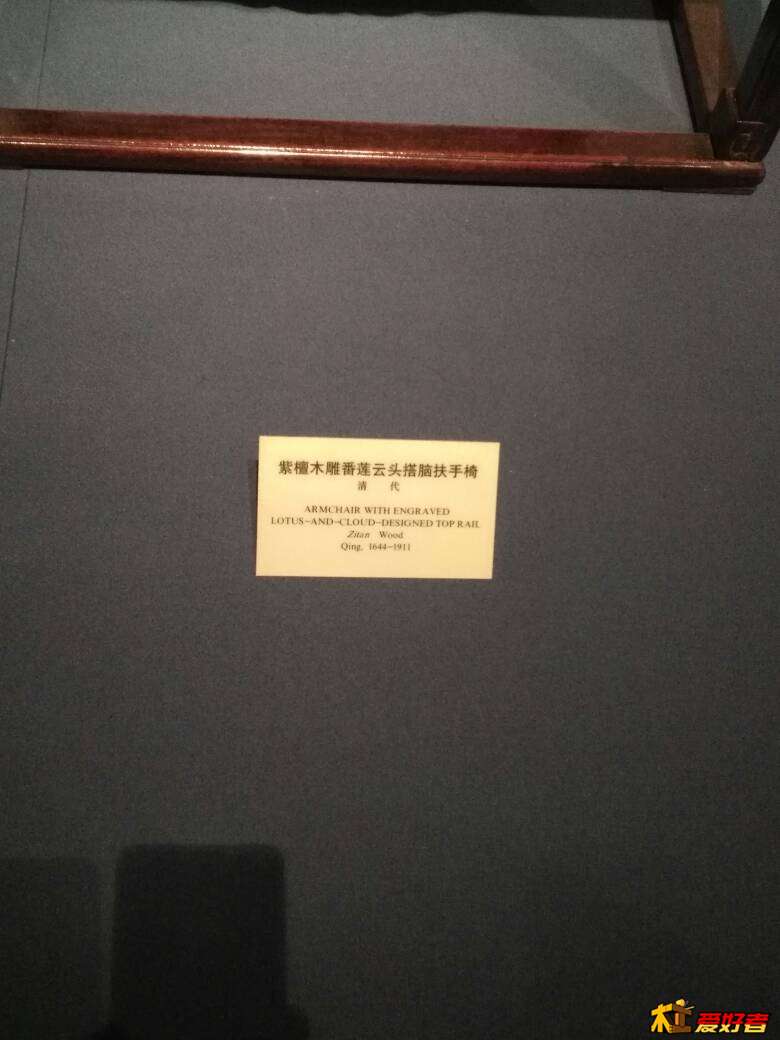 紫檀木雕番莲云头搭脑扶手椅
清 代
ARMCHAIR WITH ENGRAVED
LOTUS-AND-CLOUD-DESIGNED TOP RAIL
Zitan Wood
Qing, 1644-1911
木工爱好者